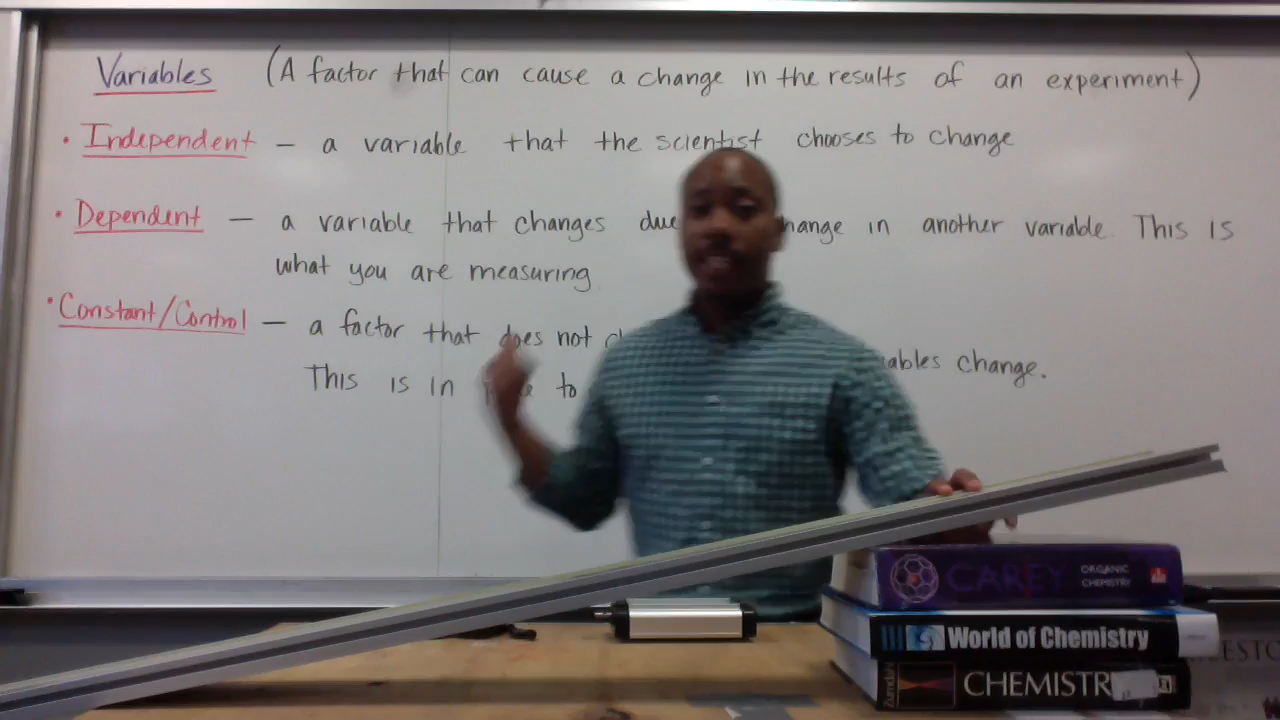 Variables (A factor that can cause a change in the results of an experiment)
• Independent – a variable that the scientist chooses to change
• Dependent – a variable that changes due hange in another variable. This is
what you are measuring
• Constant/Control – a factor that does not
This is in to ables change.
CAREY ORGANIC CHEMISTRY
World of Chemistry
Zumdahl CHEMISTR